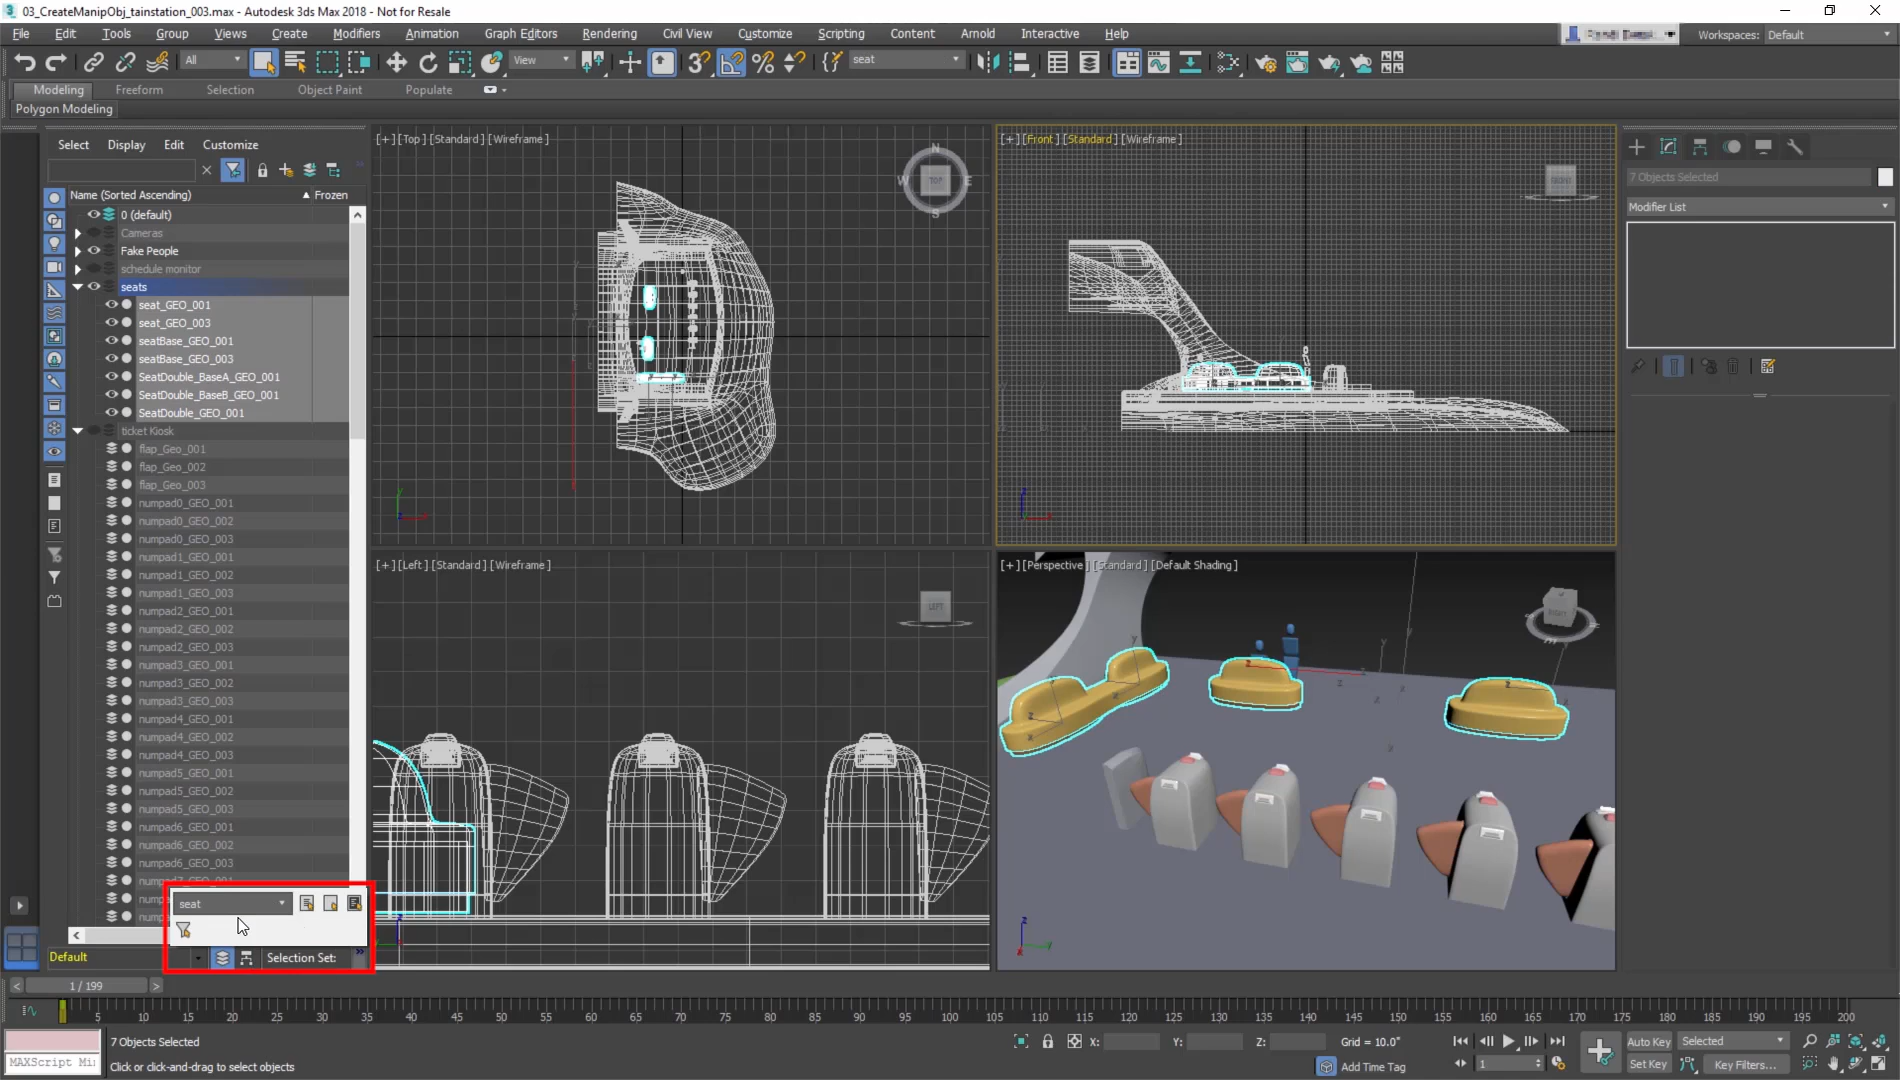 03_CreateManipObj_tainstation_003.max - Autodesk 3ds Max 2018 - Not for Resale
File Edit Tools Group Views Create Modifiers Animation Graph Editors Rendering Civil View Customize Scripting Content Arnold Interactive Help
Workspaces: Default
All View seat
Modeling Freeform Selection Object Paint Populate
Polygon Modeling
Select Display Edit Customize
Name (Sorted Ascending) Frozen
0 (default)
Cameras
Fake People
schedule monitor
seats
seat_GEO_001
seat_GEO_003
seatBase_GEO_001
seatBase_GEO_003
SeatDouble_BaseA_GEO_001
SeatDouble_BaseB_GEO_001
SeatDouble_GEO_001
ticket Kiosk
flap_Geo_001
flap_Geo_002
flap_Geo_003
numpad0_GEO_001
numpad0_GEO_002
numpad0_GEO_003
numpad1_GEO_001
numpad1_GEO_002
numpad1_GEO_003
numpad2_GEO_001
numpad2_GEO_002
numpad2_GEO_003
numpad3_GEO_001
numpad3_GEO_002
numpad3_GEO_003
numpad4_GEO_001
numpad4_GEO_002
numpad4_GEO_003
numpad5_GEO_001
numpad5_GEO_002
numpad5_GEO_003
numpad6_GEO_001
numpad6_GEO_002
numpad6_GEO_003
seat
Default
Selection Set:
[+] [Top] [Standard] [Wireframe]
N
W TOP E
S
[+] [Front] [Standard] [Wireframe]
FRONT
[+] [Left] [Standard] [Wireframe]
LEFT
[+] [Perspective] [Standard] [Default Shading]
7 Objects Selected
Modifier List
< 1 / 199 >
5 10 15 20 25 30 35 40 45 50 55 60 65 70 75 80 85 90 95 100 105 110 115 120 125 130 135 140 145 150 155 160 165 170 175 180 185 190 195 200
7 Objects Selected
X: Y: Z: Grid = 10.0"
Auto Key Selected
MAXScript Mi
Click or click-and-drag to select objects
Add Time Tag
1
Set Key Key Filters...